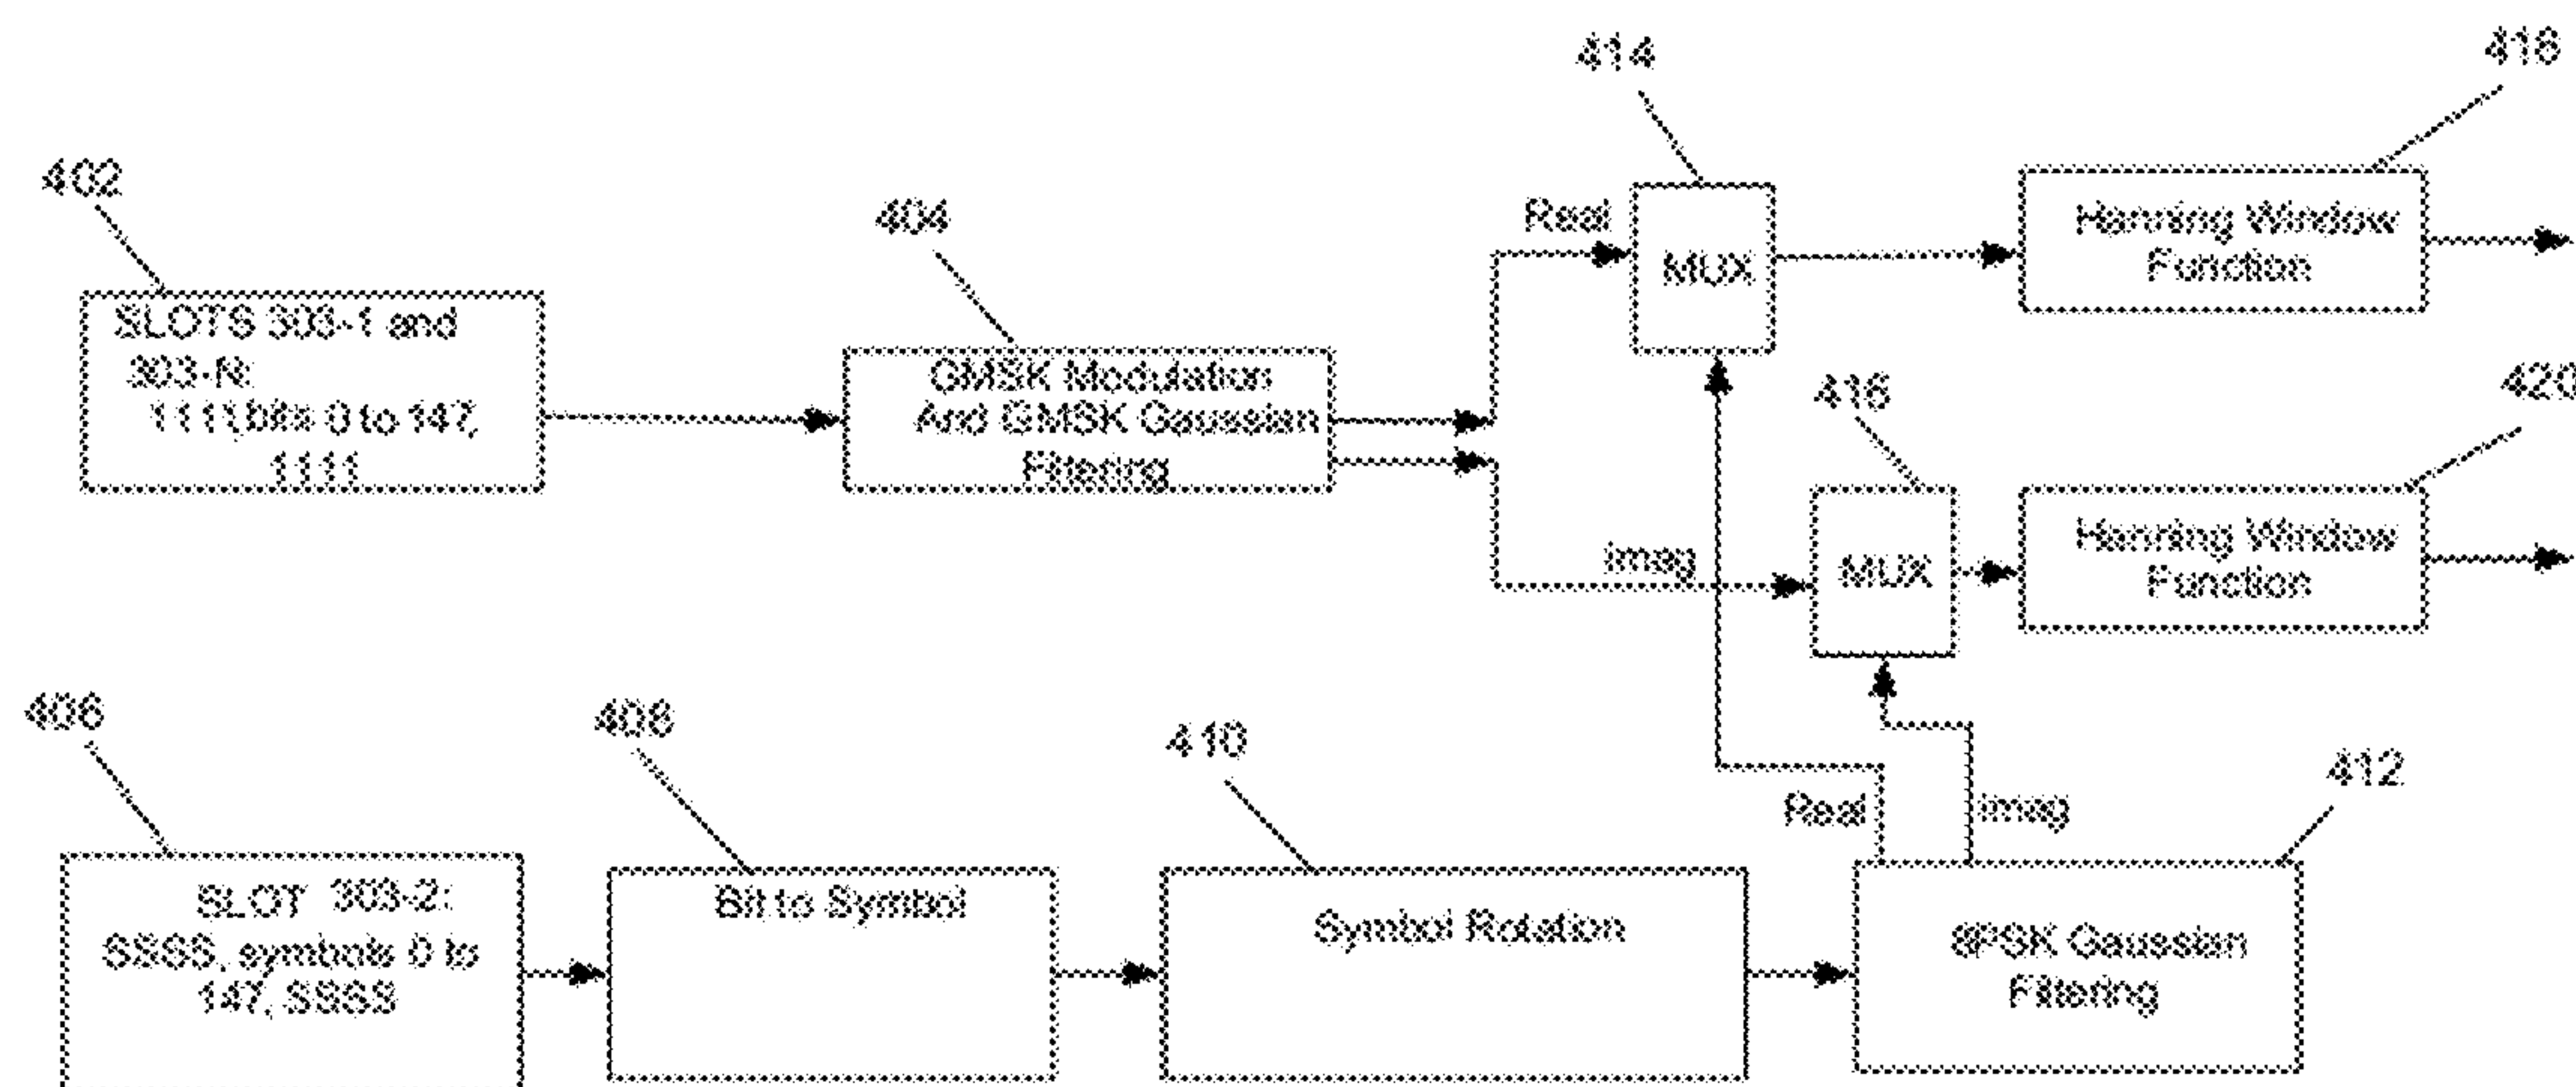 414
418
402
404
Real
MUX
Hanning Window
Function
SLOTS 303-1 and
303-N:
1111,bits 0 to 147,
1111
GMSK Modulation
And GMSK Gaussian
Filtering
416
420
imag
MUX
Hanning Window
Function
406
408
410
412
Real
imag
SLOT 303-2:
SSSS, symbols 0 to
147, SSSS
Bit to Symbol
Symbol Rotation
8PSK Gaussian
Filtering